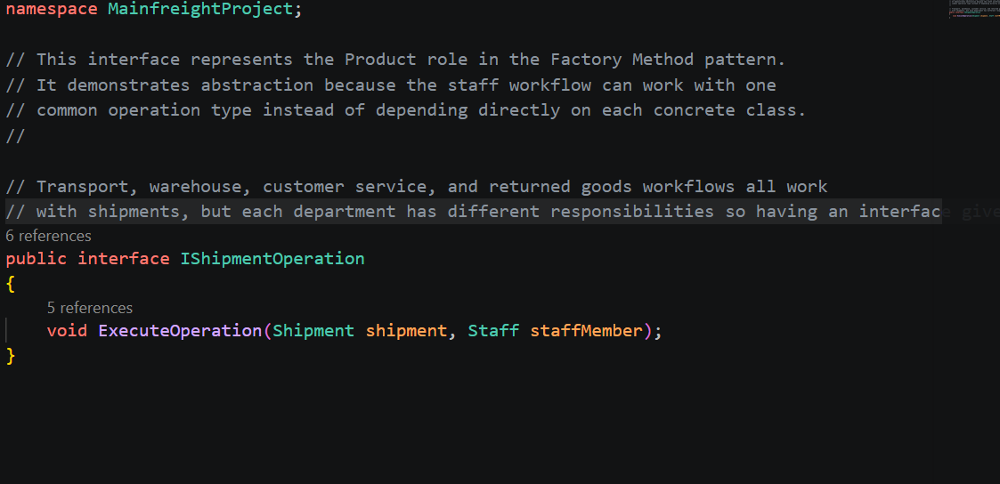 namespace MainfreightProject;
// This interface represents the Product role in the Factory Method pattern.
// It demonstrates abstraction because the staff workflow can work with one
// common operation type instead of depending directly on each concrete class.
//
// Transport, warehouse, customer service, and returned goods workflows all work
// with shipments, but each department has different responsibilities so having an interface give
6 references
public interface IShipmentOperation
{
5 references
void ExecuteOperation(Shipment shipment, Staff staffMember);
}